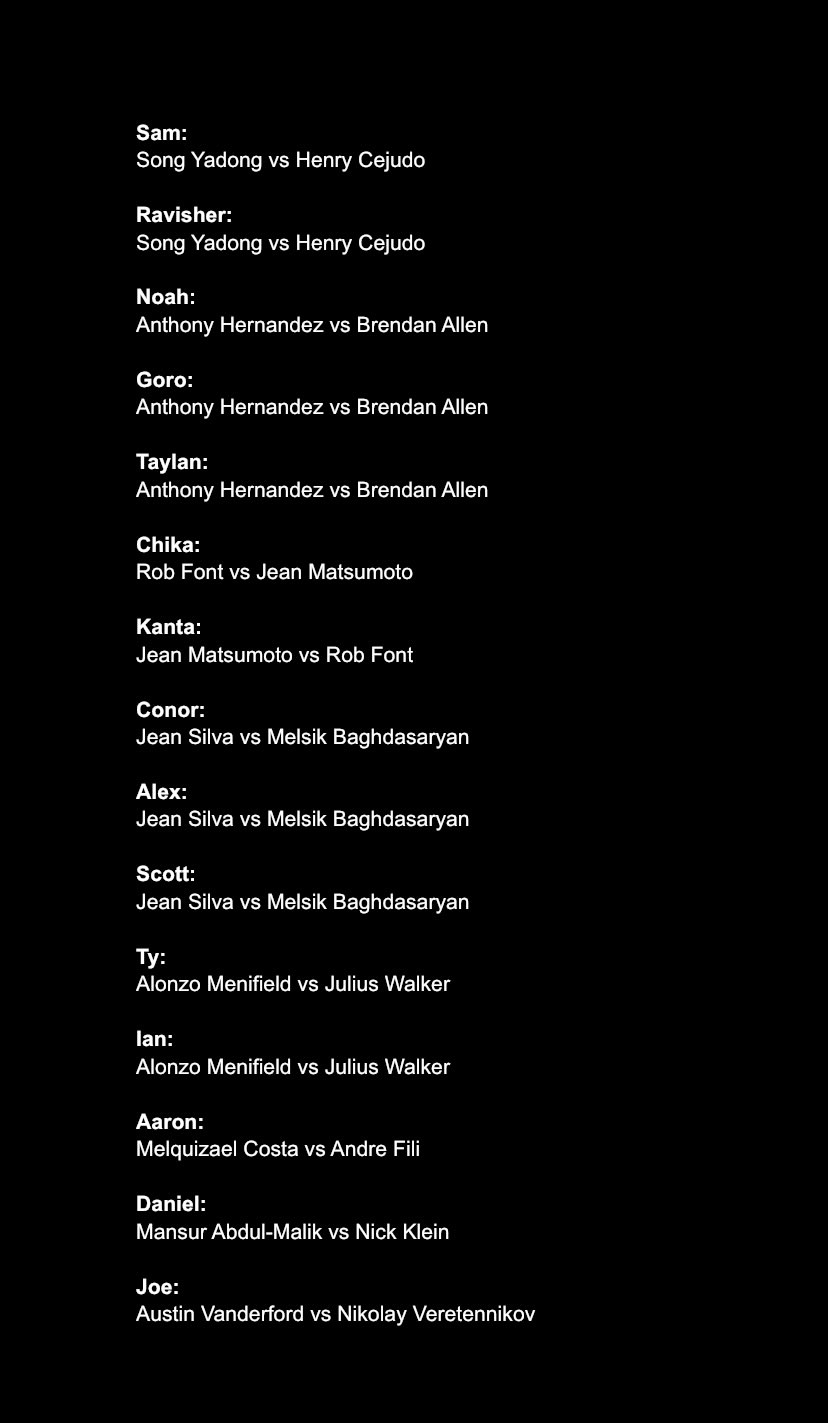 Sam:
Song Yadong vs Henry Cejudo
Ravisher:
Song Yadong vs Henry Cejudo
Noah:
Anthony Hernandez vs Brendan Allen
Goro:
Anthony Hernandez vs Brendan Allen
Taylan:
Anthony Hernandez vs Brendan Allen
Chika:
Rob Font vs Jean Matsumoto
Kanta:
Jean Matsumoto vs Rob Font
Conor:
Jean Silva vs Melsik Baghdasaryan
Alex:
Jean Silva vs Melsik Baghdasaryan
Scott:
Jean Silva vs Melsik Baghdasaryan
Ty:
Alonzo Menifield vs Julius Walker
Ian:
Alonzo Menifield vs Julius Walker
Aaron:
Melquizael Costa vs Andre Fili
Daniel:
Mansur Abdul-Malik vs Nick Klein
Joe:
Austin Vanderford vs Nikolay Veretennikov